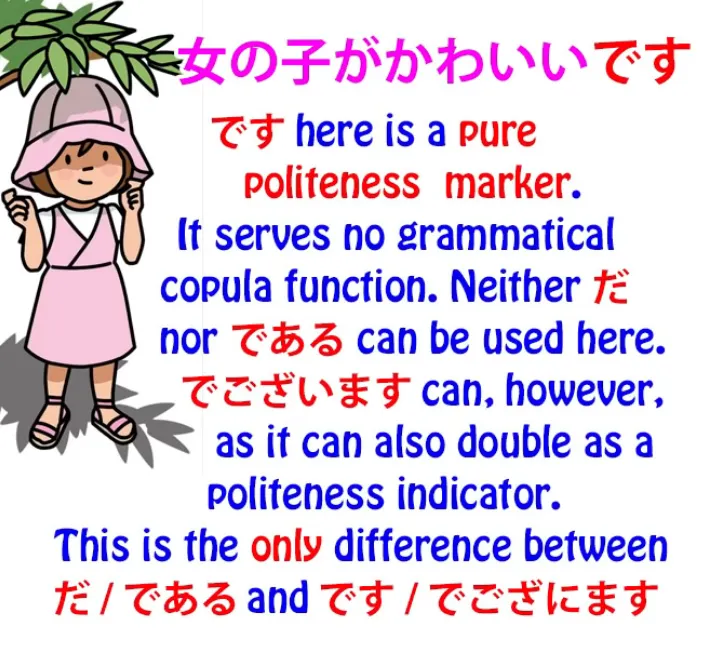 女の子がかわいいです
です here is a pure
politeness marker.
It serves no grammatical
copula function. Neither だ
nor である can be used here.
でございます can, however,
as it can also double as a
politeness indicator.
This is the only difference between
だ / である and です / でござにます